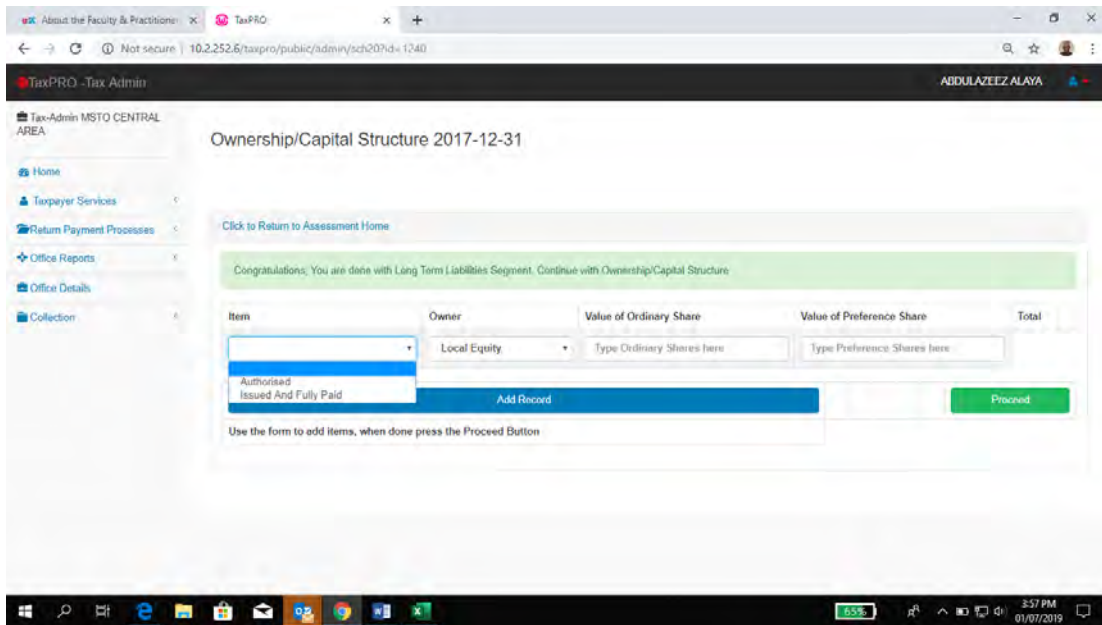 About the Faculty & Practitioner
TaxPRO
Not secure | 10.2.252.6/taxpro/public/admin/sch20?id=1240
TaxPRO -Tax Admin
ABDULAZEEZ ALAYA
Tax-Admin MSTO CENTRAL
AREA
Ownership/Capital Structure 2017-12-31
Home
Taxpayer Services
Return Payment Processes
Click to Return to Assessment Home
Office Reports
Congratulations; You are done with Long Term Liabilities Segment. Continue with Ownership/Capital Structure
Office Details
Collection
Item Owner Value of Ordinary Share Value of Preference Share Total
Local Equity Type Ordinary Shares here Type Preference Shares here
Authorised
Issued And Fully Paid
Add Record Proceed
Use the form to add items, when done press the Proceed Button
65%
3:57 PM
01/07/2019